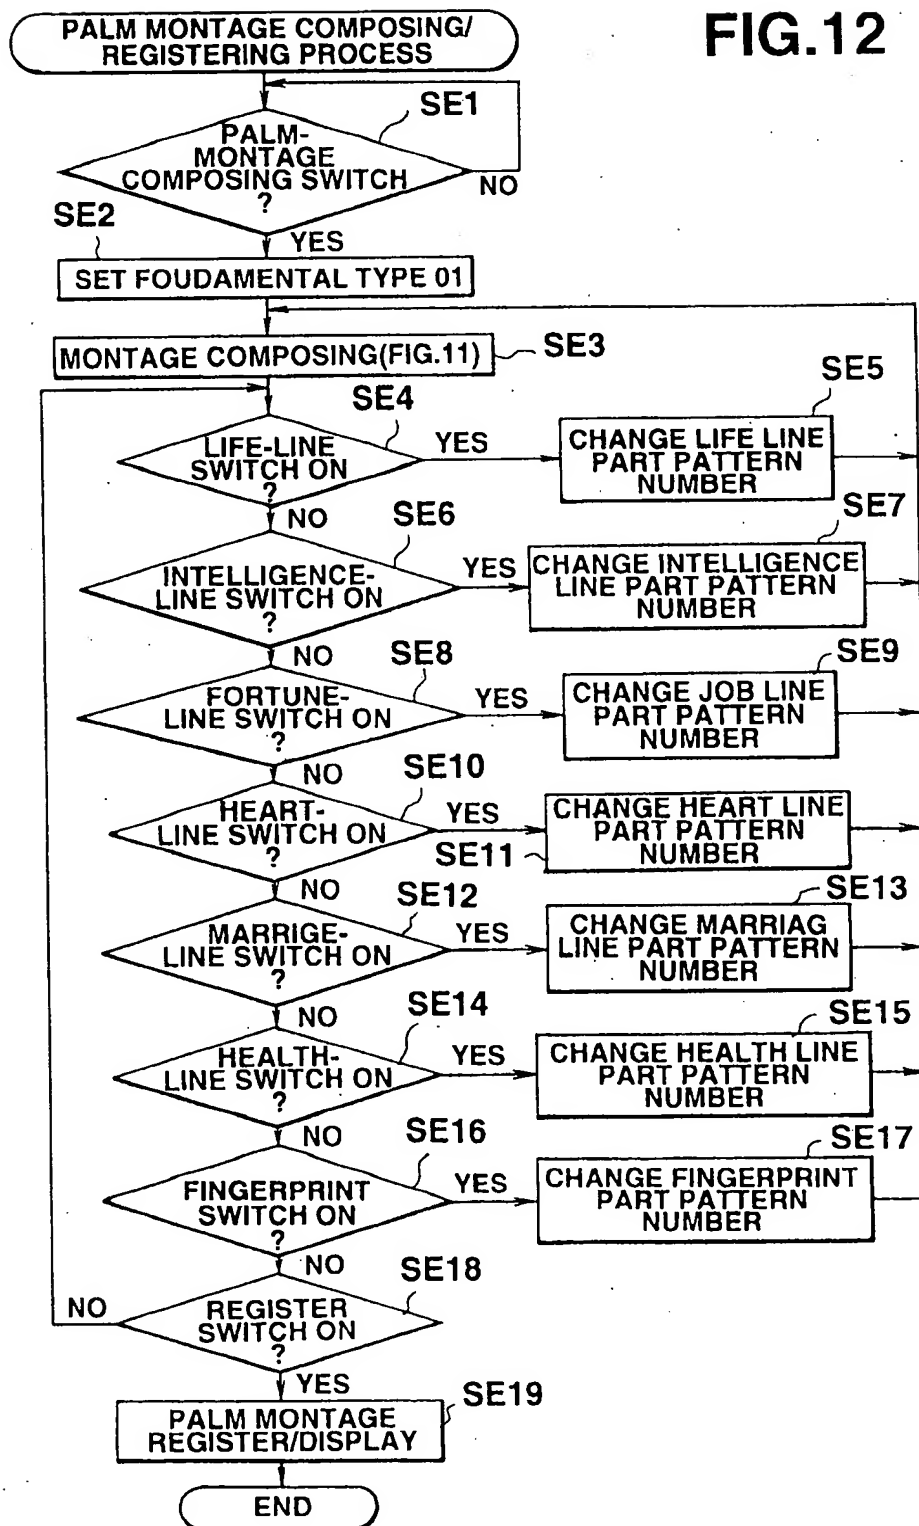 FIG.12
PALM MONTAGE COMPOSING/
REGISTERING PROCESS
SE1
PALM-
MONTAGE
COMPOSING SWITCH
?
NO
SE2
YES
SET FOUDAMENTAL TYPE 01
MONTAGE COMPOSING(FIG.11)
SE3
SE4
LIFE-LINE
SWITCH ON
?
YES
SE5
CHANGE LIFE LINE
PART PATTERN
NUMBER
NO
SE6
INTELLIGENCE-
LINE SWITCH ON
?
YES
SE7
CHANGE INTELLIGENCE
LINE PART PATTERN
NUMBER
NO
SE8
FORTUNE-
LINE SWITCH ON
?
YES
SE9
CHANGE JOB LINE
PART PATTERN
NUMBER
NO
SE10
HEART-
LINE SWITCH ON
?
YES
SE11
CHANGE HEART LINE
PART PATTERN
NUMBER
NO
SE12
MARRIGE-
LINE SWITCH ON
?
YES
SE13
CHANGE MARRIAG
LINE PART PATTERN
NUMBER
NO
SE14
HEALTH-
LINE SWITCH ON
?
YES
SE15
CHANGE HEALTH LINE
PART PATTERN
NUMBER
NO
SE16
FINGERPRINT
SWITCH ON
?
YES
SE17
CHANGE FINGERPRINT
PART PATTERN
NUMBER
NO
SE18
REGISTER
SWITCH ON
?
NO
YES
SE19
PALM MONTAGE
REGISTER/DISPLAY
END